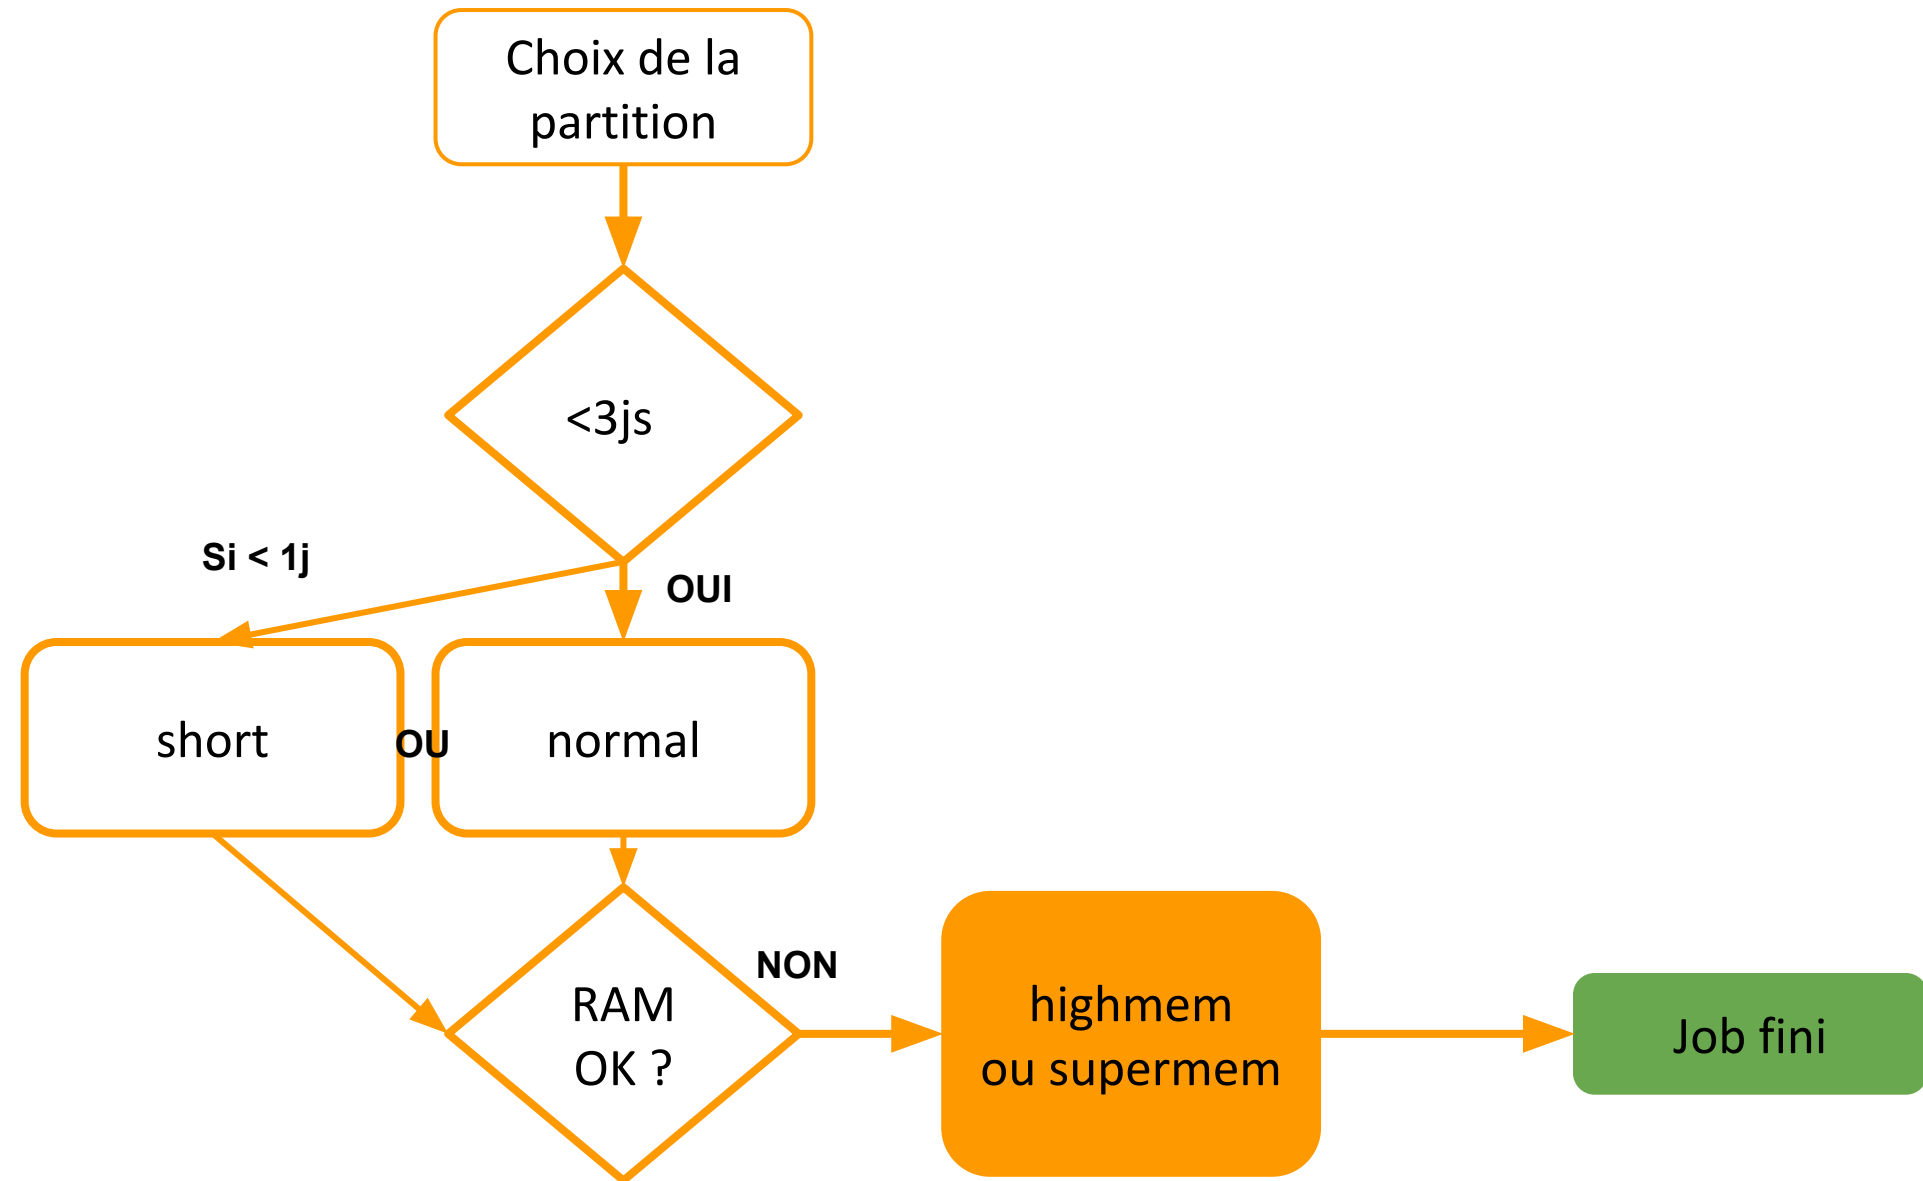 Choix de la
partition
<3js
Si < 1j
OUI
short
OU
normal
NON
RAM
OK ?
highmem
ou supermem
Job fini